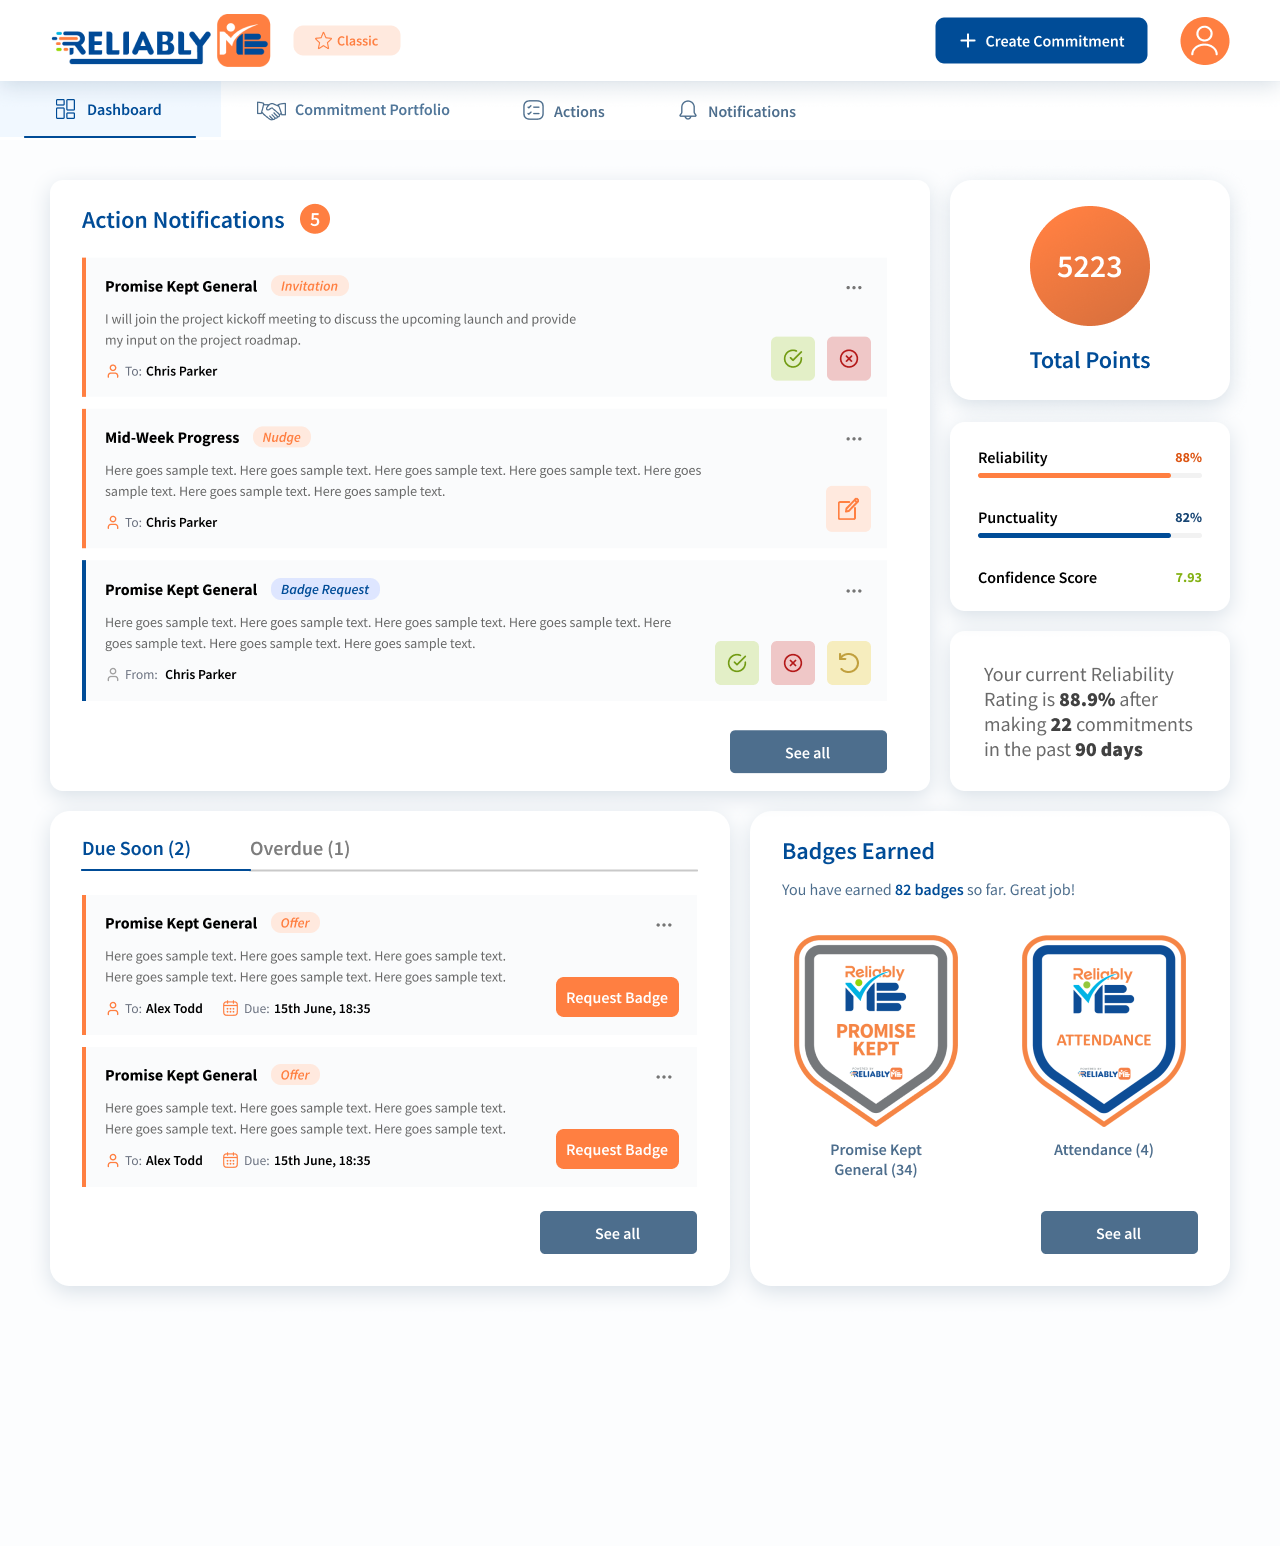 RELIABLY ME
Classic
Create Commitment
Dashboard
Commitment Portfolio
Actions
Notifications
Action Notifications 5
Promise Kept General Invitation
I will join the project kickoff meeting to discuss the upcoming launch and provide
my input on the project roadmap.
To: Chris Parker
Mid-Week Progress Nudge
Here goes sample text. Here goes sample text. Here goes sample text. Here goes sample text. Here goes
sample text. Here goes sample text. Here goes sample text.
To: Chris Parker
Promise Kept General Badge Request
Here goes sample text. Here goes sample text. Here goes sample text. Here goes sample text. Here
goes sample text. Here goes sample text. Here goes sample text.
From: Chris Parker
See all
5223
Total Points
Reliability 88%
Punctuality 82%
Confidence Score 7.93
Your current Reliability
Rating is 88.9% after
making 22 commitments
in the past 90 days
Due Soon (2) Overdue (1)
Promise Kept General Offer
Here goes sample text. Here goes sample text. Here goes sample text.
Here goes sample text. Here goes sample text. Here goes sample text.
To: Alex Todd Due: 15th June, 18:35
Request Badge
Promise Kept General Offer
Here goes sample text. Here goes sample text. Here goes sample text.
Here goes sample text. Here goes sample text. Here goes sample text.
To: Alex Todd Due: 15th June, 18:35
Request Badge
See all
Badges Earned
You have earned 82 badges so far. Great job!
Reliably
ME
PROMISE
KEPT
RELIABLY ME
Promise Kept
General (34)
Reliably
ME
ATTENDANCE
RELIABLY ME
Attendance (4)
See all